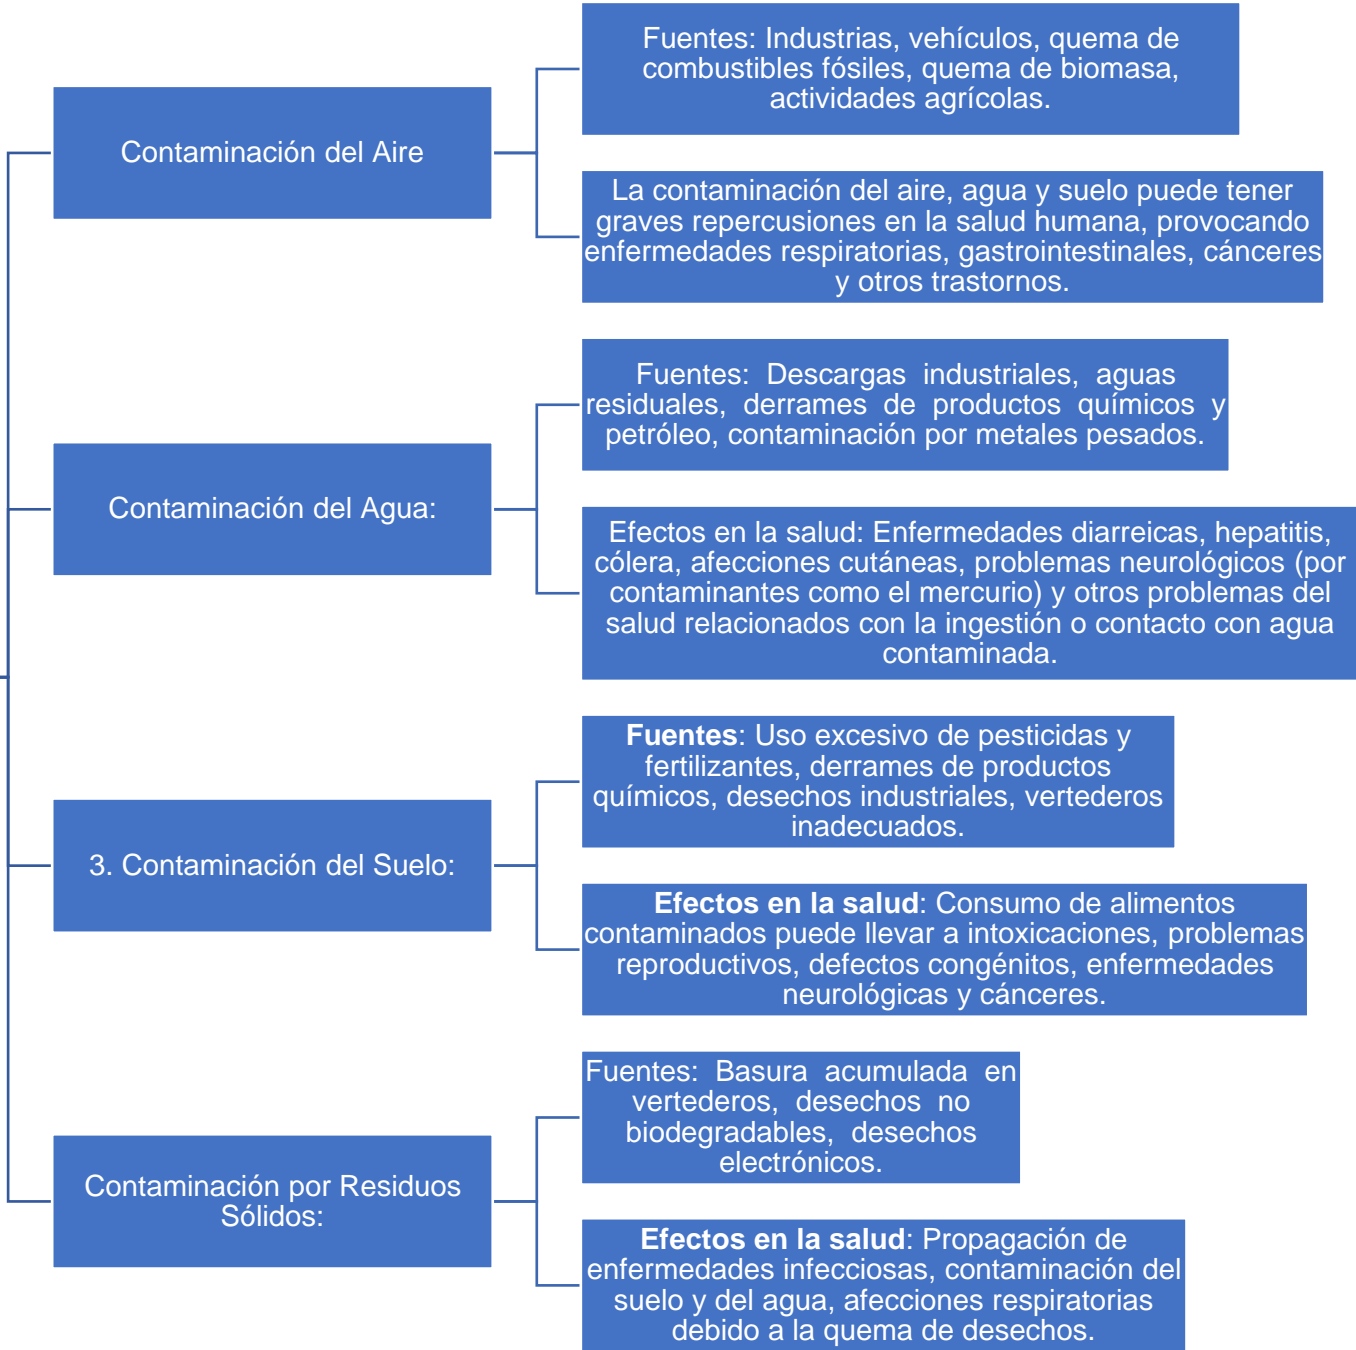 Contaminación del Aire
Fuentes: Industrias, vehículos, quema de
combustibles fósiles, quema de biomasa,
actividades agrícolas.
La contaminación del aire, agua y suelo puede tener
graves repercusiones en la salud humana, provocando
enfermedades respiratorias, gastrointestinales, cánceres
y otros trastornos.
Contaminación del Agua:
Fuentes: Descargas industriales, aguas
residuales, derrames de productos químicos y
petróleo, contaminación por metales pesados.
Efectos en la salud: Enfermedades diarreicas, hepatitis,
cólera, afecciones cutáneas, problemas neurológicos (por
contaminantes como el mercurio) y otros problemas del
salud relacionados con la ingestión o contacto con agua
contaminada.
3. Contaminación del Suelo:
Fuentes: Uso excesivo de pesticidas y
fertilizantes, derrames de productos
químicos, desechos industriales, vertederos
inadecuados.
Efectos en la salud: Consumo de alimentos
contaminados puede llevar a intoxicaciones, problemas
reproductivos, defectos congénitos, enfermedades
neurológicas y cánceres.
Contaminación por Residuos
Sólidos:
Fuentes: Basura acumulada en
vertederos, desechos no
biodegradables, desechos
electrónicos.
Efectos en la salud: Propagación de
enfermedades infecciosas, contaminación del
suelo y del agua, afecciones respiratorias
debido a la quema de desechos.